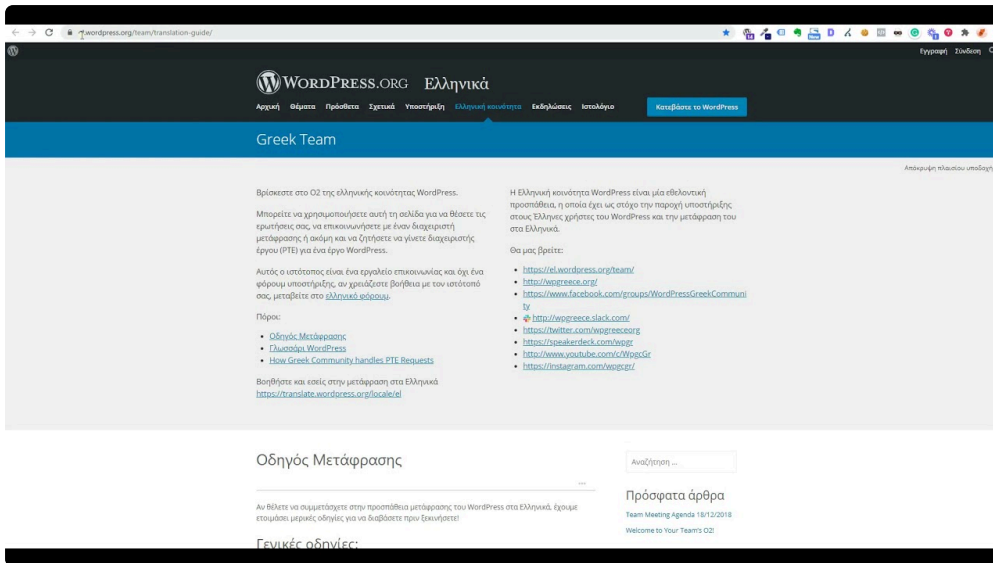 .wordpress.org/team/translation-guide/
Εγγραφή Σύνδεση
WORDPRESS.ORG Ελληνικά
Αρχική Θέματα Πρόσθετα Σχετικά Υποστήριξη Ελληνική κοινότητα Εκδηλώσεις Ιστολόγιο Κατεβάστε το WordPress
Greek Team
Απόκρυψη πλαισίου υποδοχή
Βρίσκεστε στο O2 της ελληνικής κοινότητας WordPress.
Μπορείτε να χρησιμοποιήσετε αυτή τη σελίδα για να θέσετε τις
ερωτήσεις σας, να επικοινωνήσετε με έναν διαχειριστή
μετάφρασης ή ακόμη και να ζητήσετε να γίνετε διαχειριστής
έργου (PTE) για ένα έργο WordPress.
Αυτός ο ιστότοπος είναι ένα εργαλείο επικοινωνίας και όχι ένα
φόρουμ υποστήριξης, αν χρειάζεστε βοήθεια με τον ιστότοπό
σας, μεταβείτε στο ελληνικό φόρουμ.
Πόροι:
Οδηγός Μετάφρασης
Γλωσσάρι WordPress
How Greek Community handles PTE Requests
Βοηθήστε και εσείς στην μετάφραση στα Ελληνικά
https://translate.wordpress.org/locale/el
Η Ελληνική κοινότητα WordPress είναι μία εθελοντική
προσπάθεια, η οποία έχει ως στόχο την παροχή υποστήριξης
στους Έλληνες χρήστες του WordPress και την μετάφραση του
στα Ελληνικά.
Θα μας βρείτε:
https://el.wordpress.org/team/
http://wpgreece.org/
https://www.facebook.com/groups/WordPressGreekCommuni
ty
http://wpgreece.slack.com/
https://twitter.com/wpgreeceorg
https://speakerdeck.com/wpgr
http://www.youtube.com/c/WpgcGr
https://instagram.com/wpgcgr/
Οδηγός Μετάφρασης
Αν θέλετε να συμμετάσχετε στην προσπάθεια μετάφρασης του WordPress στα Ελληνικά, έχουμε
ετοιμάσει μερικές οδηγίες για να διαβάσετε πριν ξεκινήσετε!
Γενικές οδηγίες:
Αναζήτηση ...
Πρόσφατα άρθρα
Team Meeting Agenda 18/12/2018
Welcome to Your Team's O2!